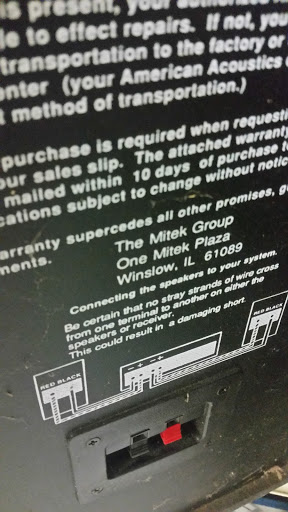 is present, your authorized
le to effect repairs. If not, you
transportation to the factory or
enter (your American Acoustics
t method of transportation.)
purchase is required when requesti
our sales slip. The attached warranty
mailed within 10 days of purchase to
cations subject to change without notic
arranty supercedes all other promises, g
ments.
The Mitek Group
One Mitek Plaza
Winslow, IL 61089
Connecting the speakers to your system.
Be certain that no stray strands of wire cross
from one terminal to another on either the
speakers or receiver.
This could result in a damaging short.
RED BLACK
- + - +
RED BLACK